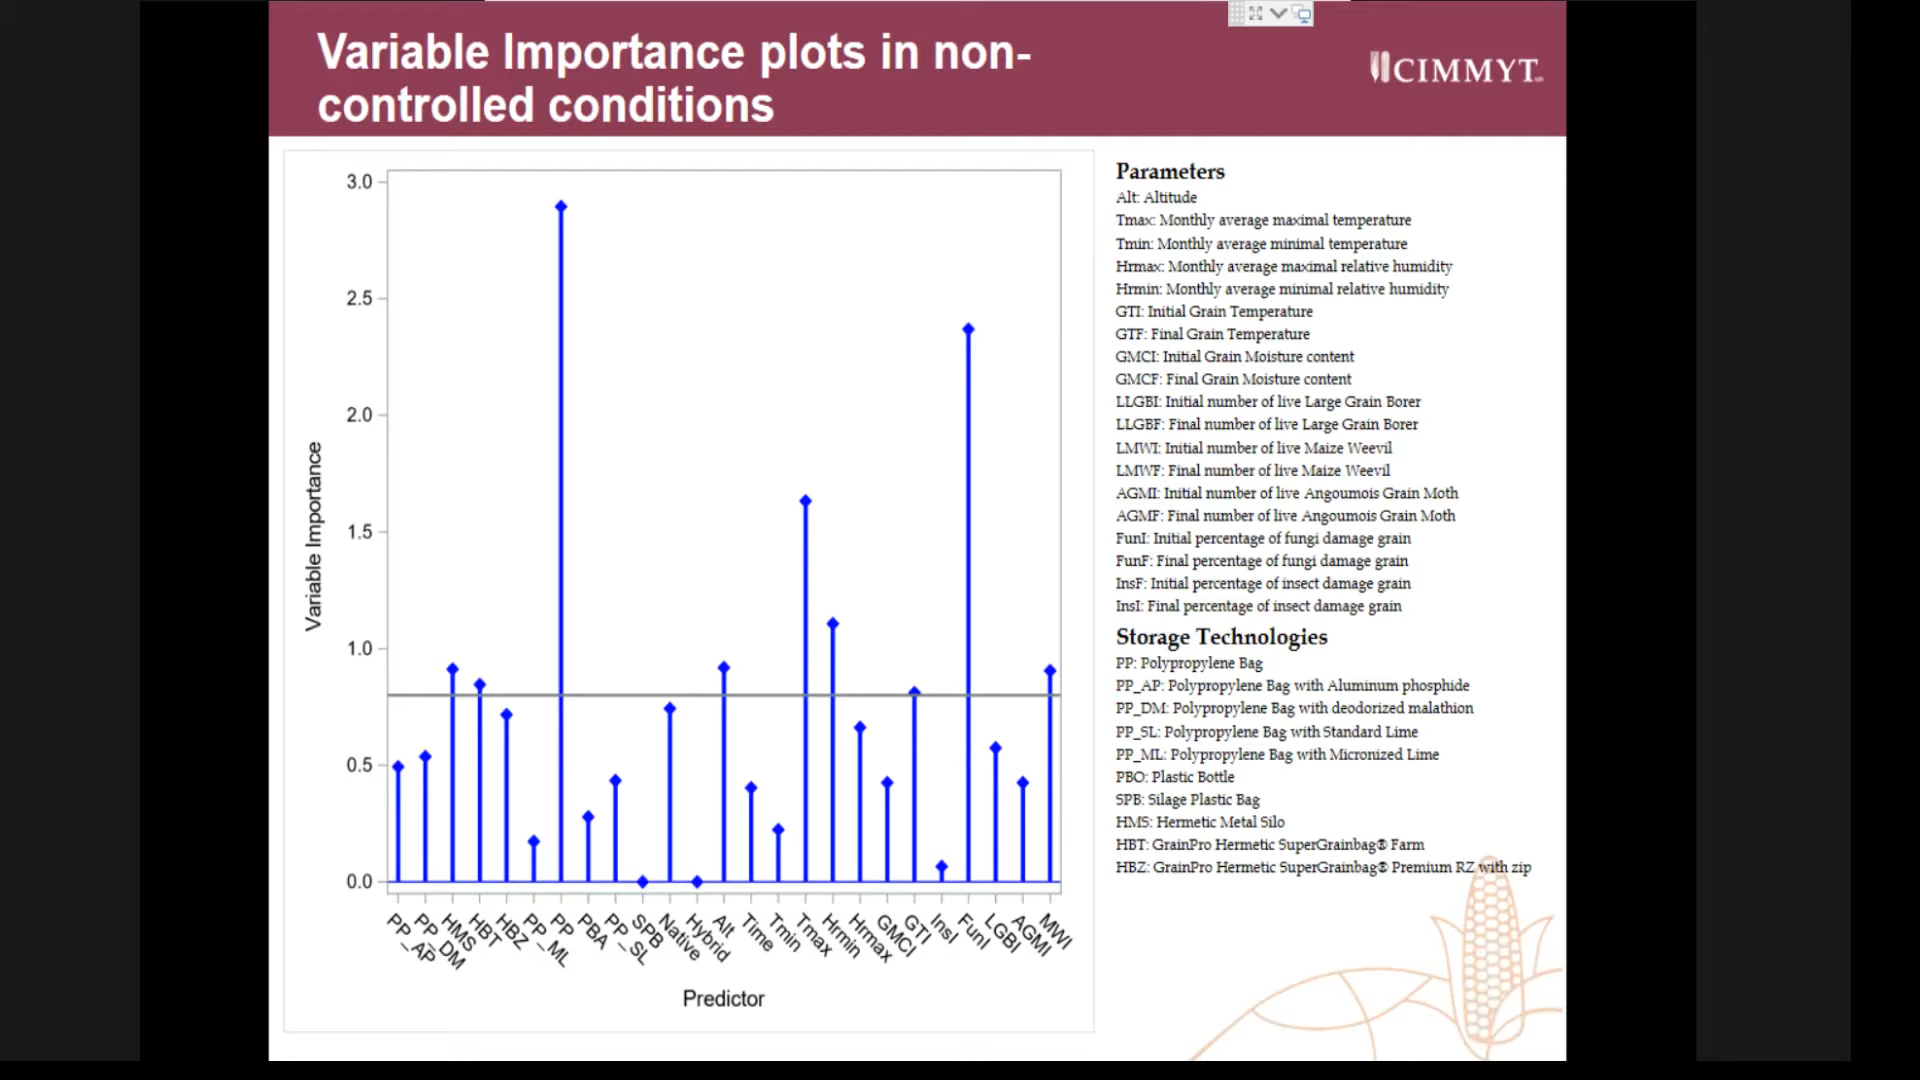 Variable Importance plots in non-
controlled conditions
CIMMYT
3.0
2.5
2.0
1.5
1.0
0.5
0.0
Variable Importance
PP_AP
PP_DM
HMS
HBT
HBZ
PP_ML
PP
PBA
PP_SL
SPB
Native
Hybrid
Alt
Time
Tmin
Tmax
Hrmin
Hrmax
GMCI
GTI
InsI
FunI
LGBI
AGMI
MWI
Predictor
Parameters
Alt: Altitude
Tmax: Monthly average maximal temperature
Tmin: Monthly average minimal temperature
Hrmax: Monthly average maximal relative humidity
Hrmin: Monthly average minimal relative humidity
GTI: Initial Grain Temperature
GTF: Final Grain Temperature
GMCI: Initial Grain Moisture content
GMCF: Final Grain Moisture content
LLGBI: Initial number of live Large Grain Borer
LLGBF: Final number of live Large Grain Borer
LMWI: Initial number of live Maize Weevil
LMWF: Final number of live Maize Weevil
AGMI: Initial number of live Angoumois Grain Moth
AGMF: Final number of live Angoumois Grain Moth
FunI: Initial percentage of fungi damage grain
FunF: Final percentage of fungi damage grain
InsF: Initial percentage of insect damage grain
InsI: Final percentage of insect damage grain
Storage Technologies
PP: Polypropylene Bag
PP_AP: Polypropylene Bag with Aluminum phosphide
PP_DM: Polypropylene Bag with deodorized malathion
PP_SL: Polypropylene Bag with Standard Lime
PP_ML: Polypropylene Bag with Micronized Lime
PBO: Plastic Bottle
SPB: Silage Plastic Bag
HMS: Hermetic Metal Silo
HBT: GrainPro Hermetic SuperGrainbag® Farm
HBZ: GrainPro Hermetic SuperGrainbag® Premium RZ with zip